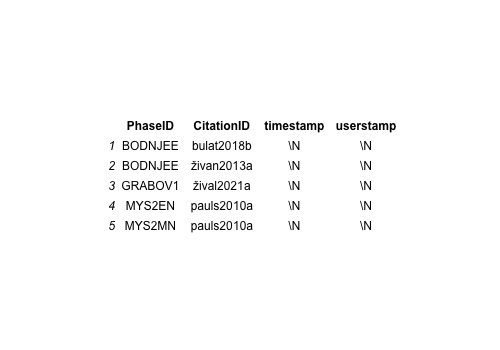 PhaseID CitationID timestamp userstamp
1 BODNJEE bulat2018b \N \N
2 BODNJEE živan2013a \N \N
3 GRABOV1 žival2021a \N \N
4 MYS2EN pauls2010a \N \N
5 MYS2MN pauls2010a \N \N